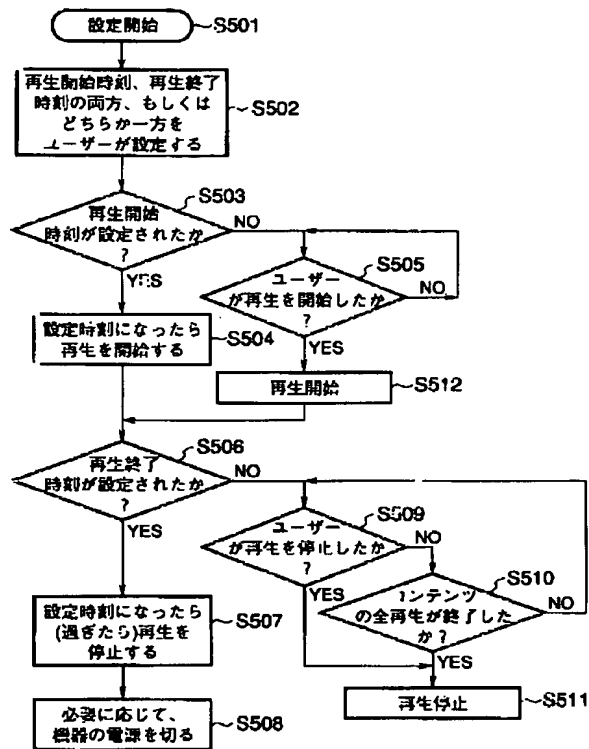 設定開始
S501
再生開始時刻、再生終了
時刻の両方、もしくは
どちらか一方を
ユーザーが設定する
S502
再生開始
時刻が設定されたか
?
S503
NO
YES
ユーザー
が再生を開始したか
?
S505
NO
YES
設定時刻になったら
再生を開始する
S504
再生開始
S512
再生終了
時刻が設定されたか
?
S506
NO
YES
ユーザー
が再生を停止したか
?
S509
NO
YES
コンテンツ
の全再生が終了した
か?
S510
NO
YES
設定時刻になったら
(過ぎたら)再生を
停止する
S507
再生停止
S511
必要に応じて、
機器の電源を切る
S508